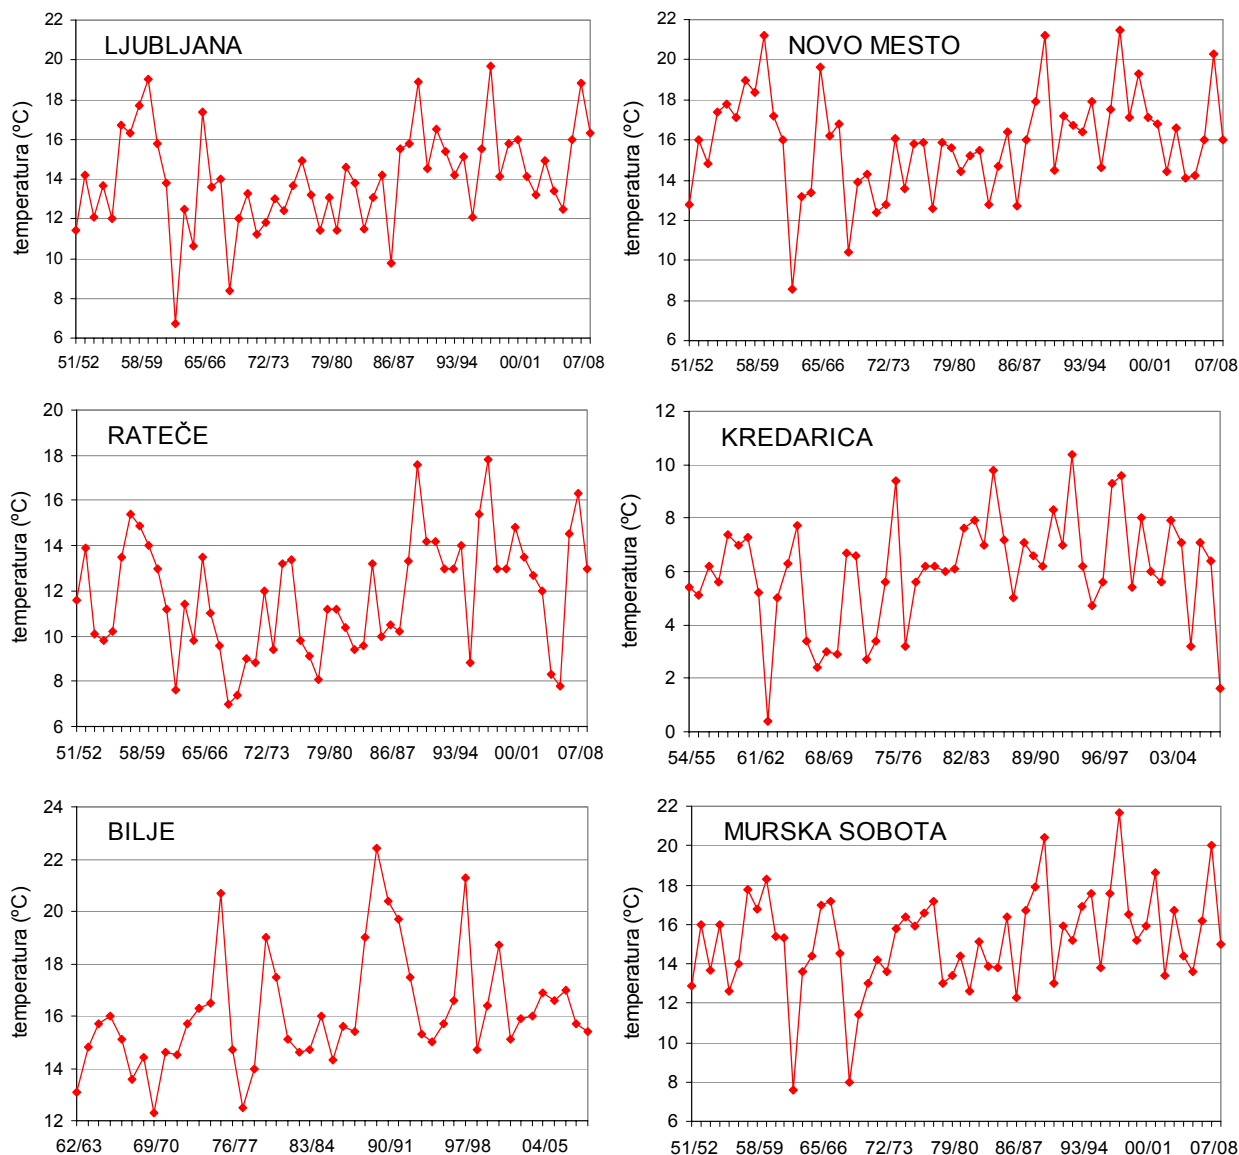 LJUBLJANA
temperatura (ºC)
22
20
18
16
14
12
10
8
6
51/52 58/59 65/66 72/73 79/80 86/87 93/94 00/01 07/08
NOVO MESTO
temperatura (ºC)
22
20
18
16
14
12
10
8
6
51/52 58/59 65/66 72/73 79/80 86/87 93/94 00/01 07/08
RATEČE
temperatura (ºC)
20
18
16
14
12
10
8
6
51/52 58/59 65/66 72/73 79/80 86/87 93/94 00/01 07/08
KREDARICA
temperatura (ºC)
12
10
8
6
4
2
0
54/55 61/62 68/69 75/76 82/83 89/90 96/97 03/04
BILJE
temperatura (ºC)
24
22
20
18
16
14
12
62/63 69/70 76/77 83/84 90/91 97/98 04/05
MURSKA SOBOTA
temperatura (ºC)
22
20
18
16
14
12
10
8
6
51/52 58/59 65/66 72/73 79/80 86/87 93/94 00/01 07/08